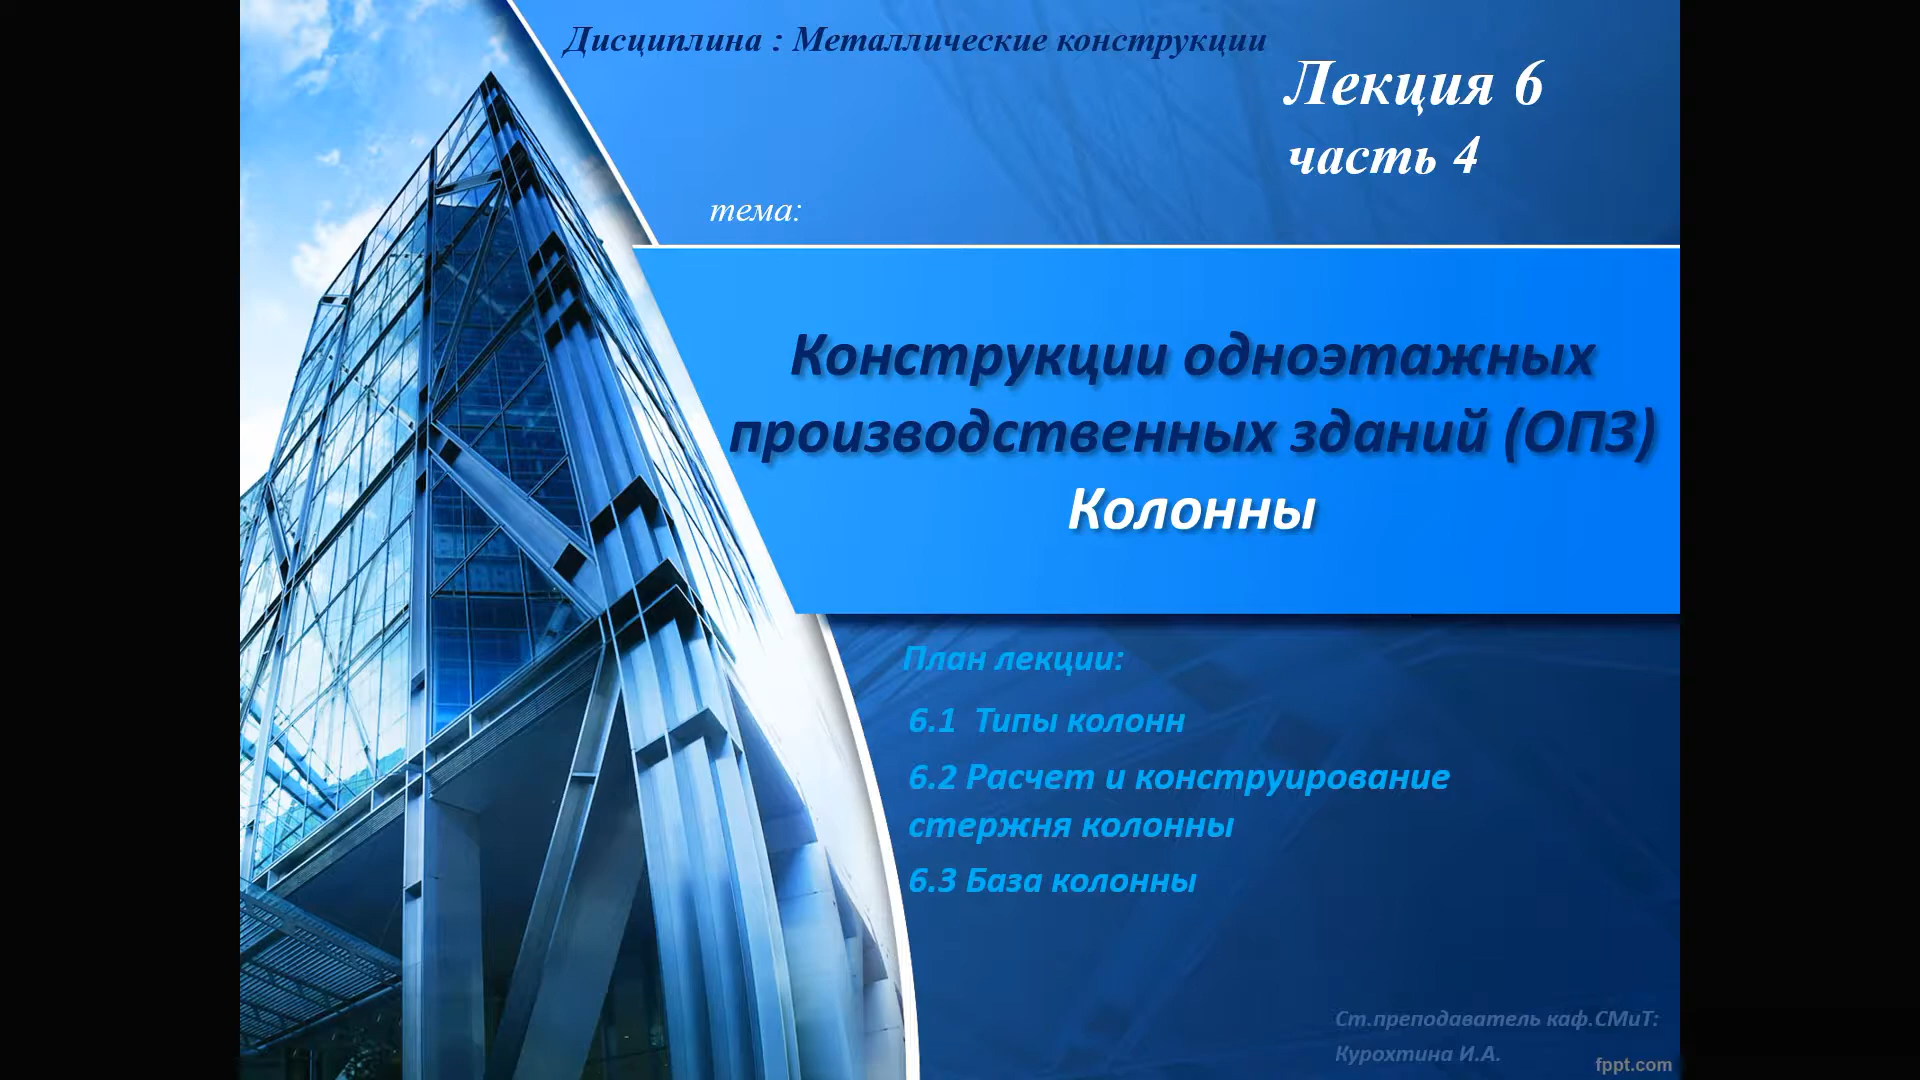 Дисциплина : Металлические конструкции
Лекция 6
часть 4
тема:
Конструкции одноэтажных
производственных зданий (ОПЗ)
Колонны
План лекции:
6.1 Типы колонн
6.2 Расчет и конструирование
стержня колонны
6.3 База колонны
Ст.преподаватель каф.СМиТ:
Курохтина И.А.
fppt.com